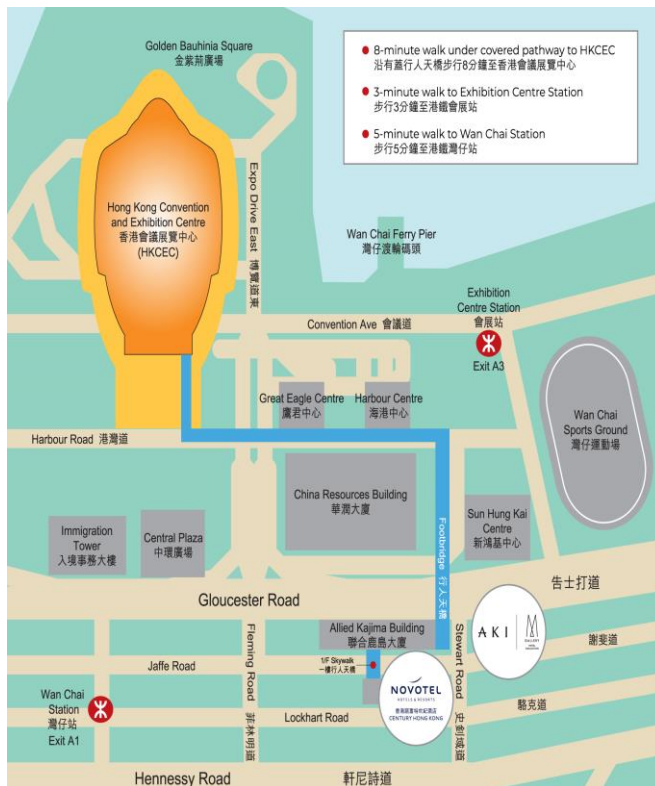 Golden Bauhinia Square
金紫荊廣場
8-minute walk under covered pathway to HKCEC
沿有蓋行人天橋步行8分鐘至香港會議展覽中心
3-minute walk to Exhibition Centre Station
步行3分鐘至港鐵會展站
5-minute walk to Wan Chai Station
步行5分鐘至港鐵灣仔站
Hong Kong Convention
and Exhibition Centre
香港會議展覽中心
(HKCEC)
Expo Drive East 博覽道東
Wan Chai Ferry Pier
灣仔渡輪碼頭
Exhibition
Centre Station
會展站
Exit A3
Convention Ave 會議道
Great Eagle Centre
鷹君中心
Harbour Centre
海港中心
Wan Chai
Sports Ground
灣仔運動場
Harbour Road 港灣道
China Resources Building
華潤大廈
Sun Hung Kai
Centre
新鴻基中心
Immigration
Tower
入境事務大樓
Central Plaza
中環廣場
Footbridge 行人天橋
Gloucester Road
告士打道
Allied Kajima Building
聯合鹿島大廈
AKI
M
GALLERY
Fleming Road 菲林明道
Stewart Road 史釗域道
Jaffe Road
謝斐道
1/F Skywalk
一樓行人天橋
Wan Chai
Station
灣仔站
Exit A1
NOVOTEL
HOTELS & RESORTS
CENTURY HONG KONG
Lockhart Road
駱克道
Hennessy Road
軒尼詩道